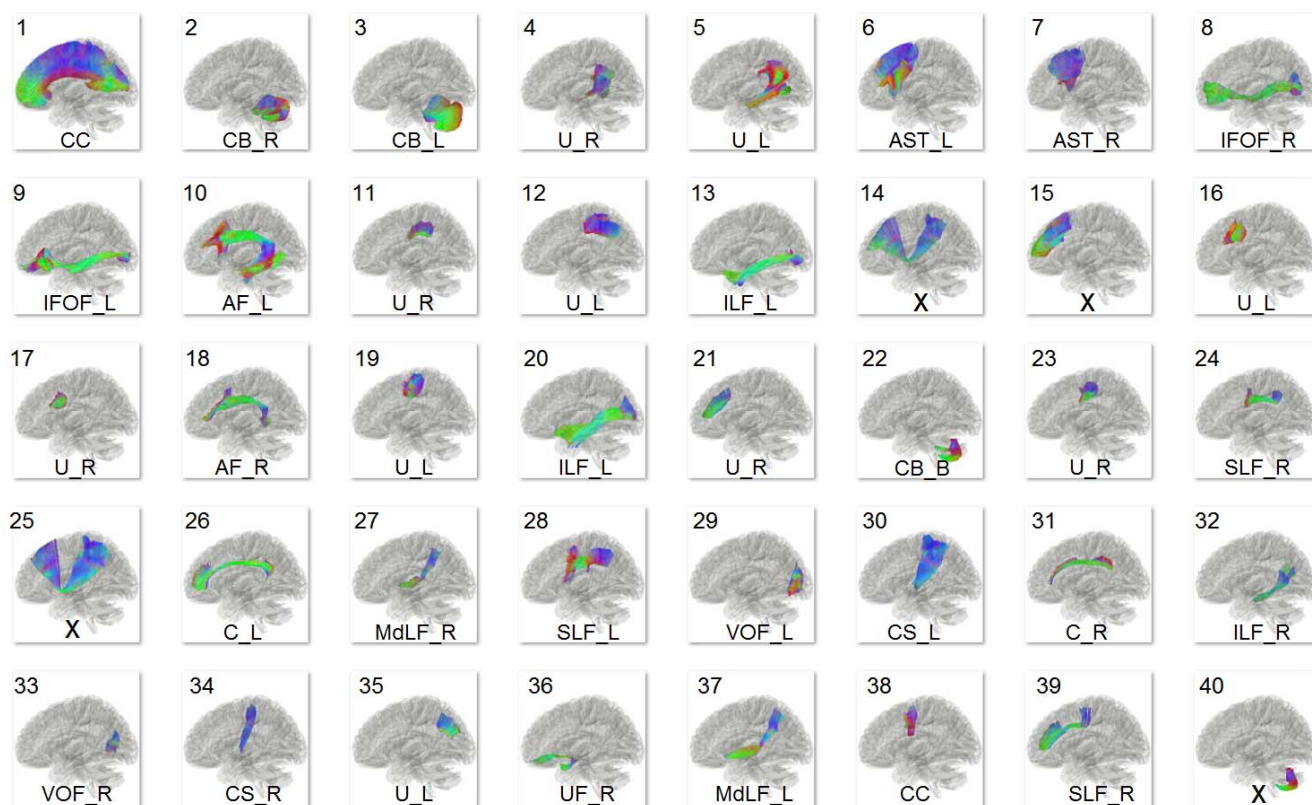 1 2 3 4 5 6 7 8
CC CB_R CB_L U_R U_L AST_L AST_R IFOF_R
9 10 11 12 13 14 15 16
IFOF_L AF_L U_R U_L ILF_L X X U_L
17 18 19 20 21 22 23 24
U_R AF_R U_L ILF_L U_R CB_B U_R SLF_R
25 26 27 28 29 30 31 32
X C_L MdLF_R SLF_L VOF_L CS_L C_R ILF_R
33 34 35 36 37 38 39 40
VOF_R CS_R U_L UF_R MdLF_L CC SLF_R X